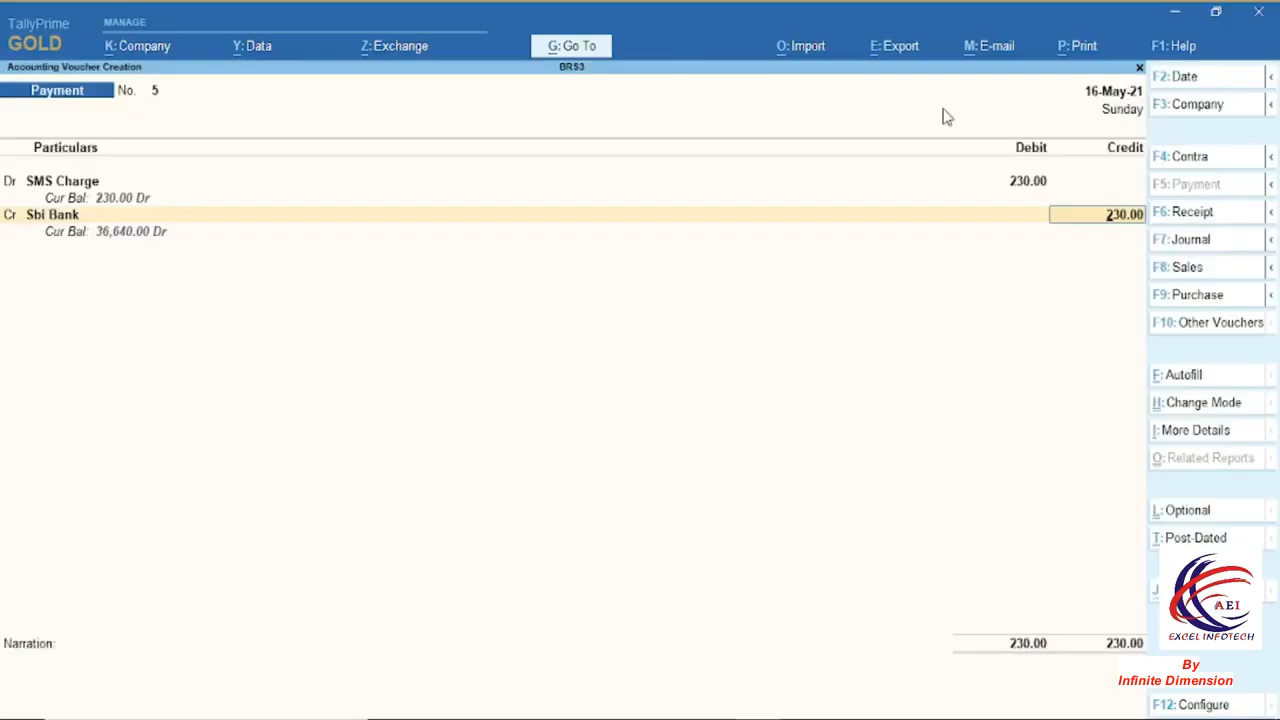 TallyPrime
GOLD
MANAGE
K: Company
Y: Data
Z: Exchange
G: Go To
O: Import
E: Export
M: E-mail
P: Print
F1: Help
Accounting Voucher Creation
BRS3
Payment No. 5
16-May-21
Sunday
Particulars Debit Credit
Dr SMS Charge 230.00
Cur Bal: 230.00 Dr
Cr Sbi Bank 230.00
Cur Bal: 36,640.00 Dr
Narration: 230.00 230.00
F2: Date
F3: Company
F4: Contra
F5: Payment
F6: Receipt
F7: Journal
F8: Sales
F9: Purchase
F10: Other Vouchers
F: Autofill
H: Change Mode
I: More Details
O: Related Reports
L: Optional
T: Post-Dated
AEI
EXCEL INFOTECH
By
Infinite Dimension
F12: Configure